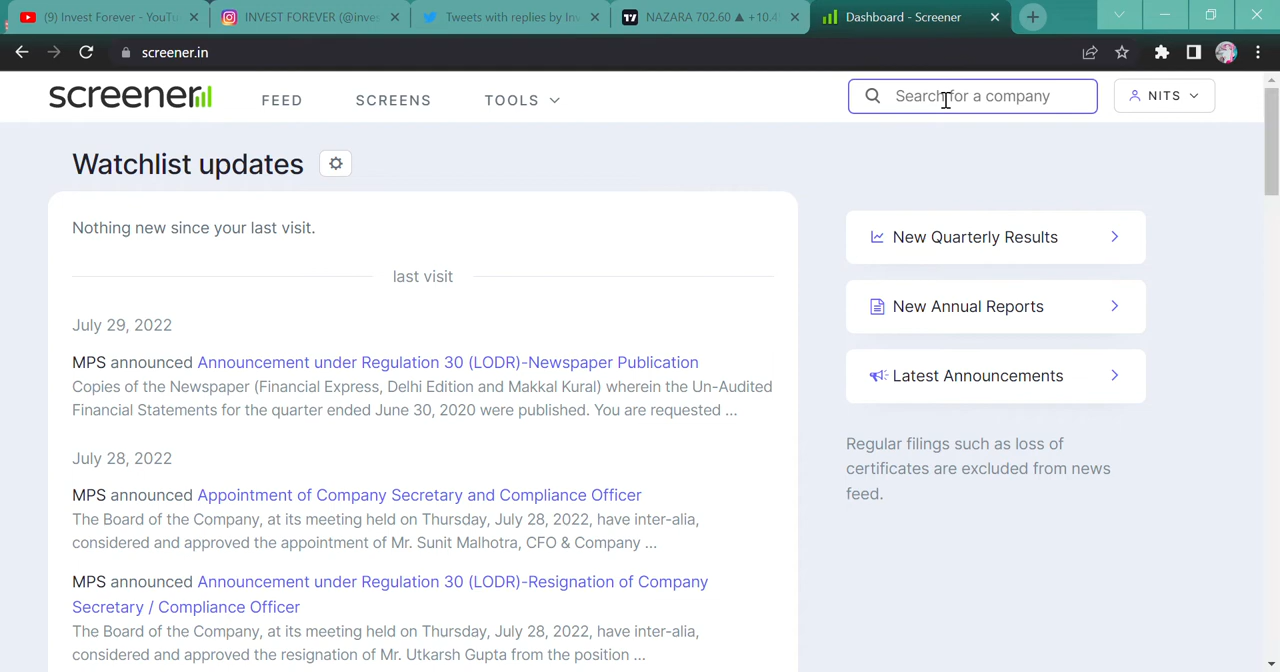 (9) Invest Forever - YouTu
INVEST FOREVER (@inves
Tweets with replies by Inv
NAZARA 702.60 ▲ +10.4
Dashboard - Screener
screener.in
screener
FEED
SCREENS
TOOLS
Search for a company
NITS
Watchlist updates
Nothing new since your last visit.
last visit
July 29, 2022
MPS announced Announcement under Regulation 30 (LODR)-Newspaper Publication
Copies of the Newspaper (Financial Express, Delhi Edition and Makkal Kural) wherein the Un-Audited
Financial Statements for the quarter ended June 30, 2020 were published. You are requested ...
July 28, 2022
MPS announced Appointment of Company Secretary and Compliance Officer
The Board of the Company, at its meeting held on Thursday, July 28, 2022, have inter-alia,
considered and approved the appointment of Mr. Sunit Malhotra, CFO & Company ...
MPS announced Announcement under Regulation 30 (LODR)-Resignation of Company
Secretary / Compliance Officer
The Board of the Company, at its meeting held on Thursday, July 28, 2022, have inter-alia,
considered and approved the resignation of Mr. Utkarsh Gupta from the position ...
New Quarterly Results
New Annual Reports
Latest Announcements
Regular filings such as loss of
certificates are excluded from news
feed.